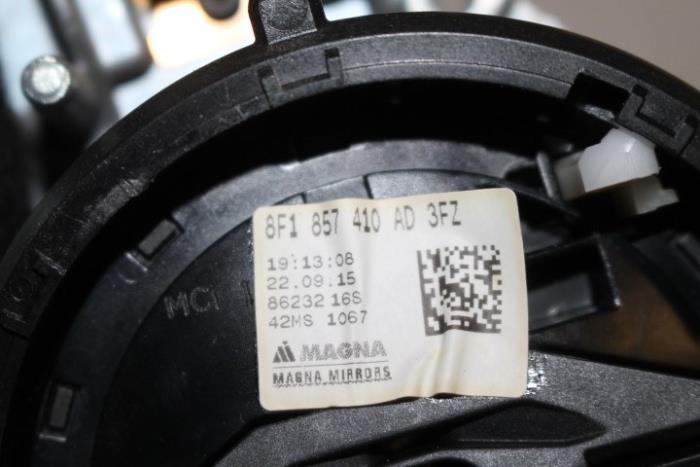 8F1 857 410 AD 3FZ
19:13:08
22.09.15
86232 16S
42MS 1067
MAGNA
MAGNA MIRRORS